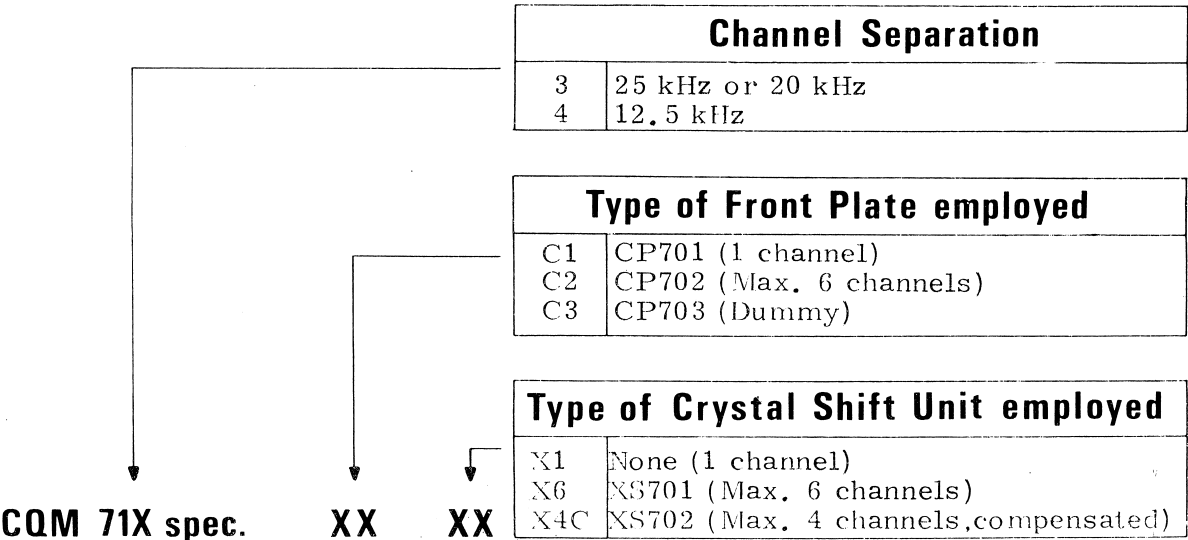 Channel Separation
3 25 kHz or 20 kHz
4 12.5 kHz
Type of Front Plate employed
C1 CP701 (1 channel)
C2 CP702 (Max. 6 channels)
C3 CP703 (Dummy)
Type of Crystal Shift Unit employed
X1 None (1 channel)
X6 XS701 (Max. 6 channels)
X4C XS702 (Max. 4 channels,compensated)
CQM 71X spec. XX XX